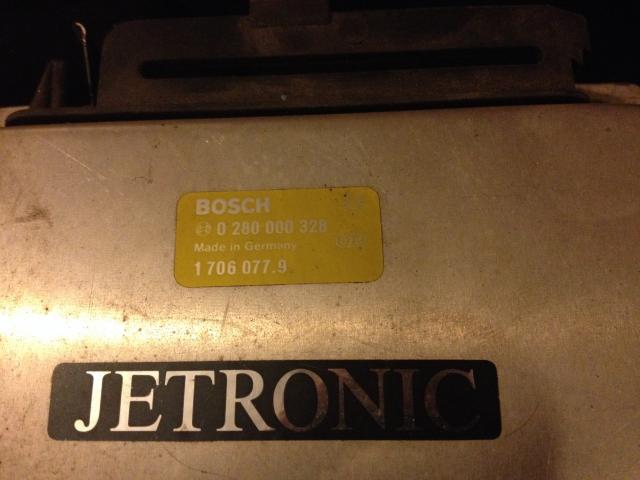 BOSCH
0 280 000 328
Made in Germany
1 706 077.9
JETRONIC